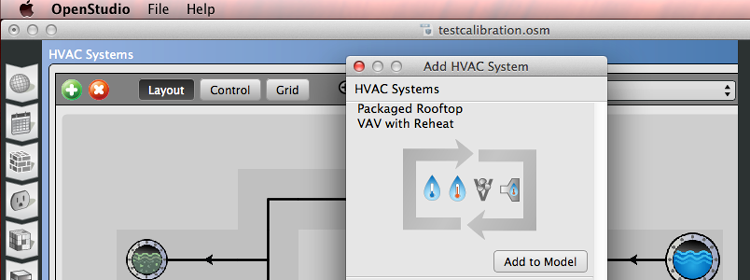 OpenStudio File Help
testcalibration.osm
HVAC Systems
Add HVAC System
Layout Control Grid
HVAC Systems
Packaged Rooftop
VAV with Reheat
Add to Model